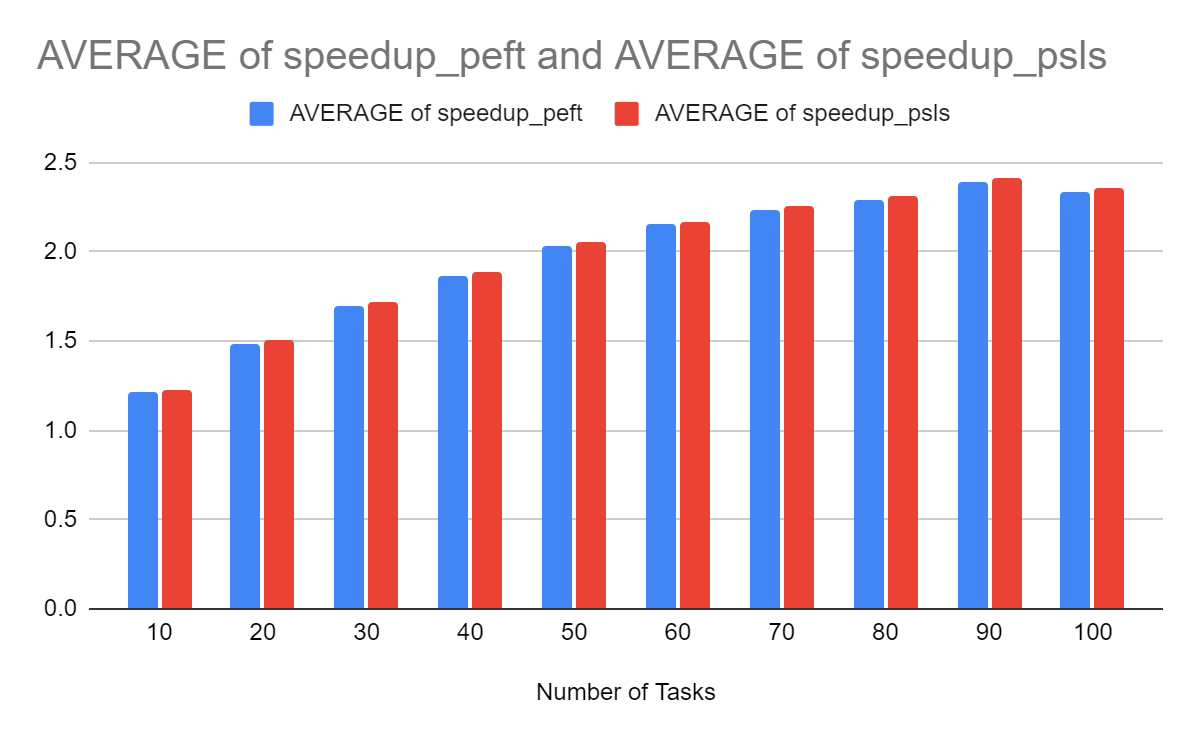 AVERAGE of speedup_peft and AVERAGE of speedup_psls
AVERAGE of speedup_peft AVERAGE of speedup_psls
2.5
2.0
1.5
1.0
0.5
0.0
10 20 30 40 50 60 70 80 90 100
Number of Tasks